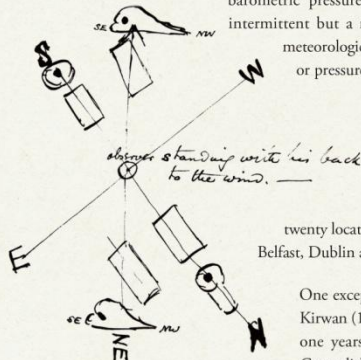 barometric pressure
intermittent but a
meteorologi
or pressur
SE
NW
S
W
observer standing with his back
to the wind. —
E
twenty locat
Belfast, Dublin a
SE E
NW
N
NE
One exce
Kirwan (1
one years